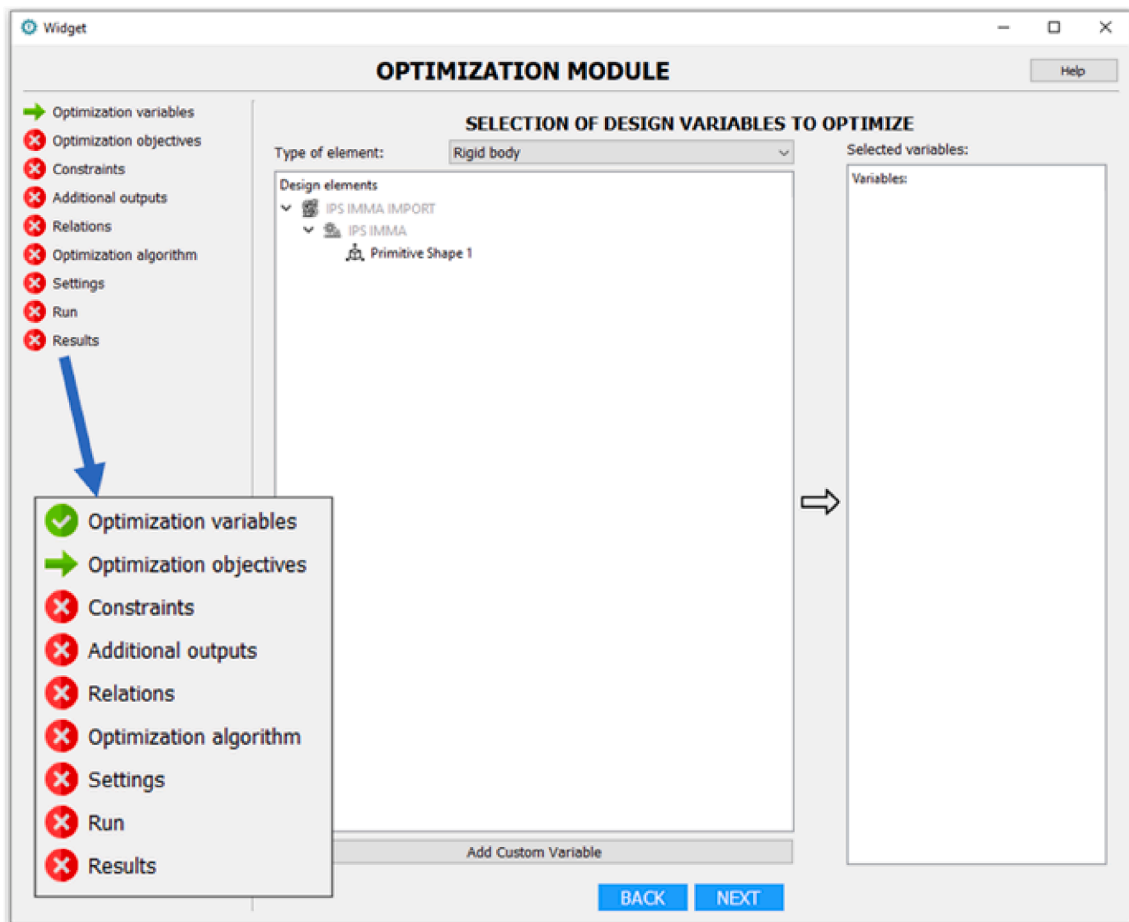 Widget
OPTIMIZATION MODULE
Help
Optimization variables
Optimization objectives
Constraints
Additional outputs
Relations
Optimization algorithm
Settings
Run
Results
SELECTION OF DESIGN VARIABLES TO OPTIMIZE
Type of element:
Rigid body
Design elements
IPS IMMA IMPORT
IPS IMMA
Primitive Shape 1
Selected variables:
Variables:
Optimization variables
Optimization objectives
Constraints
Additional outputs
Relations
Optimization algorithm
Settings
Run
Results
Add Custom Variable
BACK
NEXT